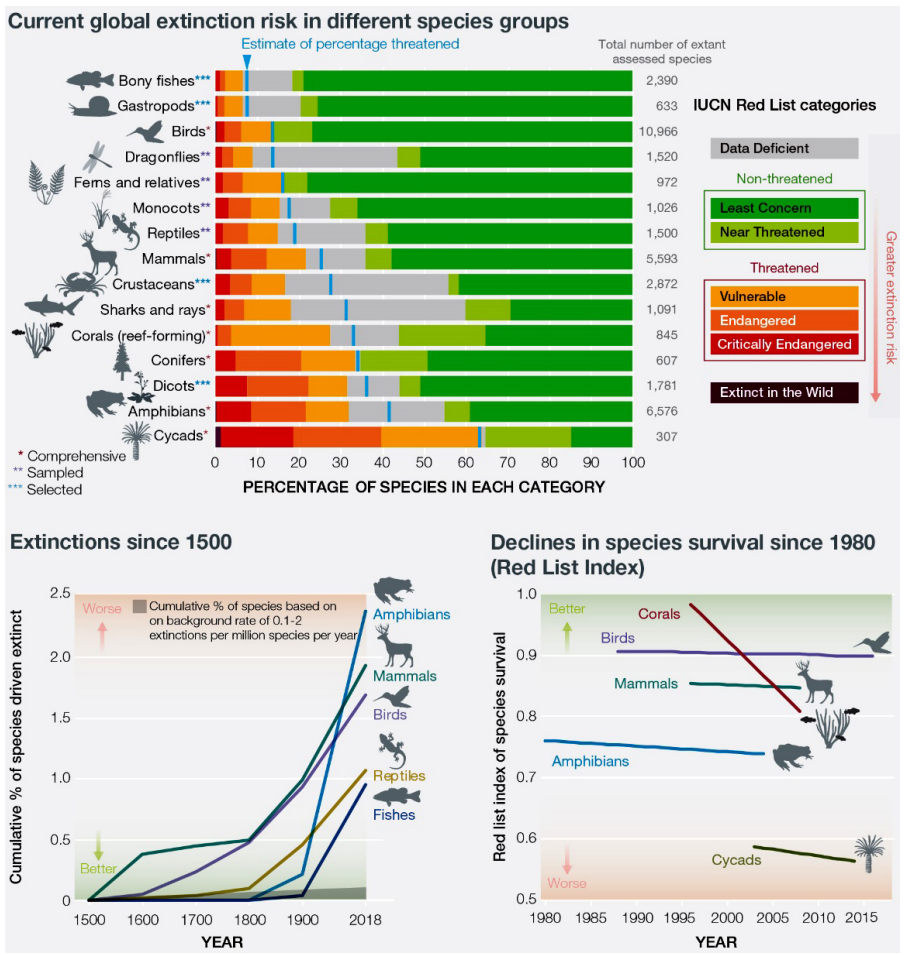 Current global extinction risk in different species groups
Estimate of percentage threatened
Total number of extant
assessed species
Bony fishes*** 2,390
Gastropods*** 633
Birds* 10,966
Dragonflies** 1,520
Ferns and relatives** 972
Monocots** 1,026
Reptiles** 1,500
Mammals* 5,593
Crustaceans*** 2,872
Sharks and rays* 1,091
Corals (reef-forming)* 845
Conifers* 607
Dicots*** 1,781
Amphibians* 6,576
Cycads* 307
0 10 20 30 40 50 60 70 80 90 100
PERCENTAGE OF SPECIES IN EACH CATEGORY
* Comprehensive
** Sampled
*** Selected
IUCN Red List categories
Data Deficient
Non-threatened
Least Concern
Near Threatened
Threatened
Vulnerable
Endangered
Critically Endangered
Extinct in the Wild
Greater extinction risk
Extinctions since 1500
Cumulative % of species driven extinct
2.5
2.0
1.5
1.0
0.5
0
Worse
Cumulative % of species based on
on background rate of 0.1-2
extinctions per million species per year
Better
Amphibians
Mammals
Birds
Reptiles
Fishes
1500 1600 1700 1800 1900 2018
YEAR
Declines in species survival since 1980
(Red List Index)
Red list index of species survival
1.0
0.9
0.8
0.7
0.6
0.5
Better
Corals
Birds
Mammals
Amphibians
Cycads
Worse
1980 1985 1990 1995 2000 2005 2010 2015
YEAR